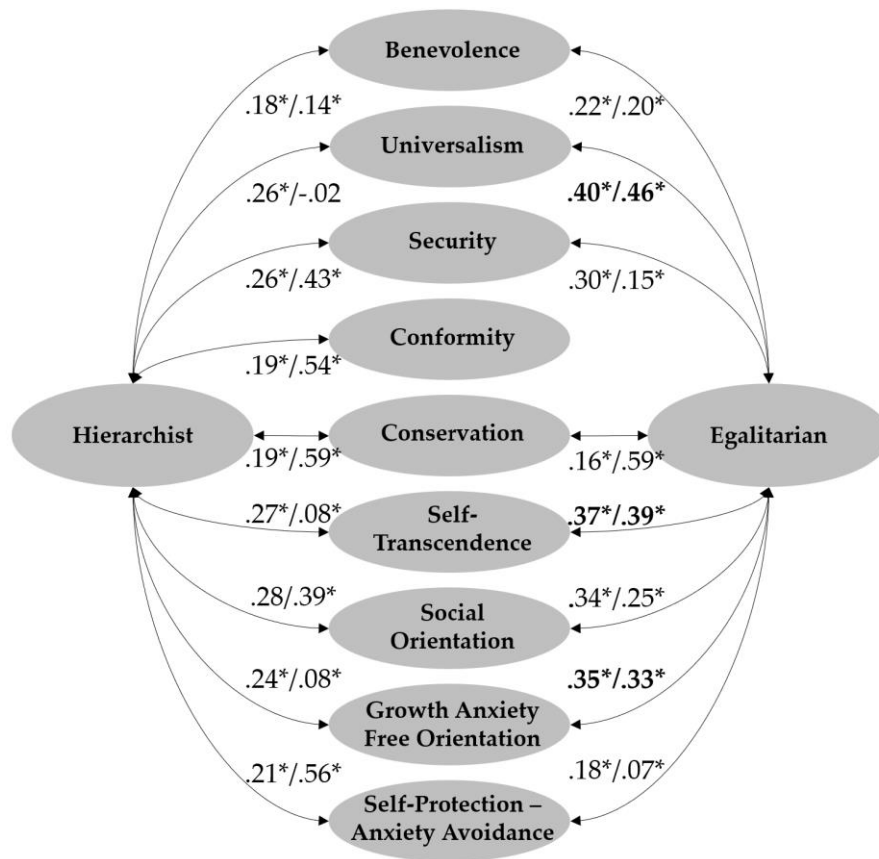 Benevolence
.18*/.14*
.22*/.20*
Universalism
.26*/-.02
.40*/.46*
Security
.26*/.43*
.30*/.15*
Conformity
.19*/.54*
Hierarchist
Conservation
Egalitarian
.19*/.59*
.16*/.59*
.27*/.08*
Self-
Transcendence
.37*/.39*
.28/.39*
Social
Orientation
.34*/.25*
.24*/.08*
Growth Anxiety
Free Orientation
.35*/.33*
.21*/.56*
.18*/.07*
Self-Protection –
Anxiety Avoidance